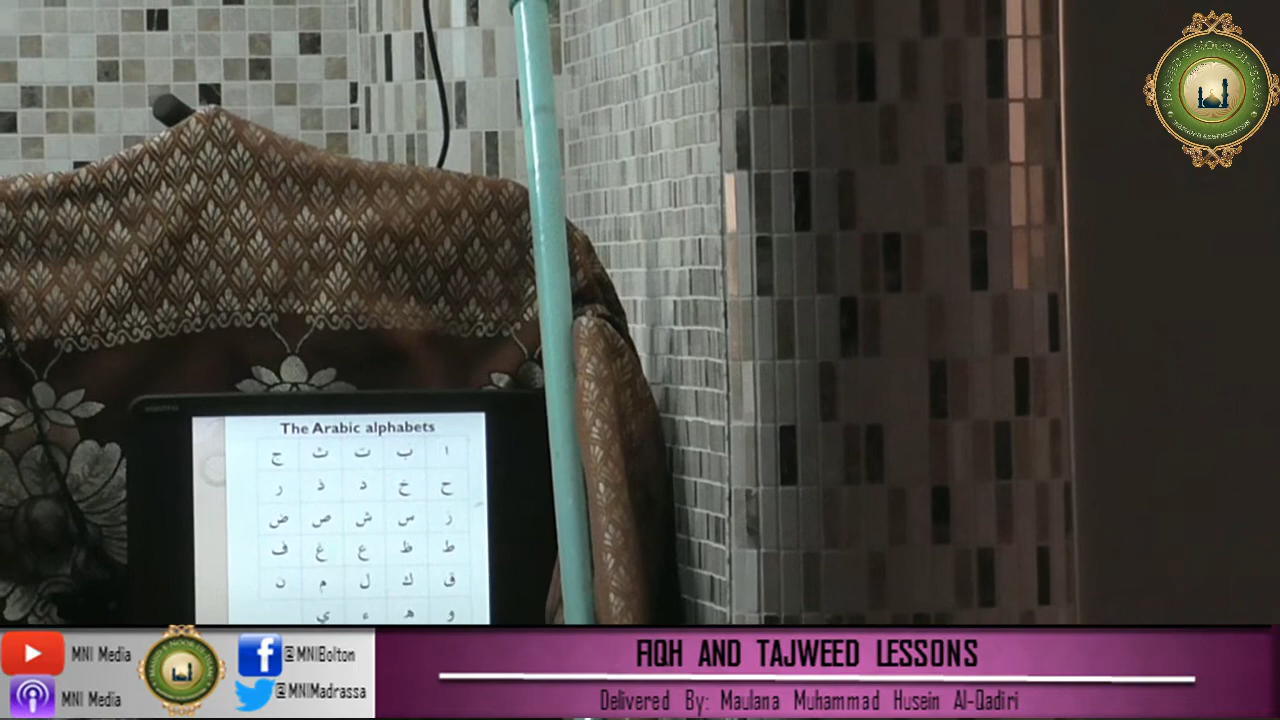 The Arabic alphabets
ا ب ت ث ج
ح خ د ذ ر
ز س ش ص ض
ط ظ ع غ ف
ق ك ل م ن
و ه ء ي
MNI Media
@MNIBolton
MNI Media
@MNIMadrassa
FIQH AND TAJWEED LESSONS
Delivered By: Maulana Muhammad Husein Al-Qadiri